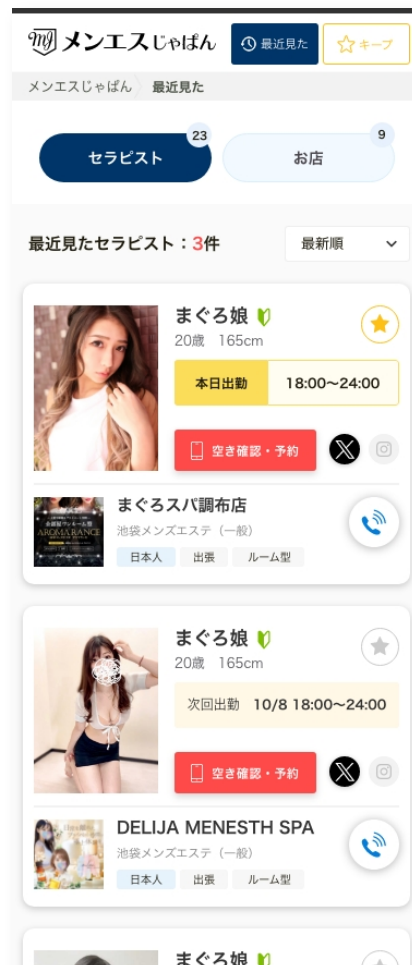 メンエスじゃぱん
最近見た
キープ
メンエスじゃぱん 最近見た
セラピスト
23
お店
9
最近見たセラピスト：3件
最新順
まぐろ娘
20歳 165cm
本日出勤 18:00〜24:00
空き確認・予約
まぐろスパ調布店
池袋メンズエステ（一般）
日本人 出張 ルーム型
AROMA RANCE
まぐろ娘
20歳 165cm
次回出勤 10/8 18:00〜24:00
空き確認・予約
DELIJA MENESTH SPA
池袋メンズエステ（一般）
日本人 出張 ルーム型
まぐろ娘